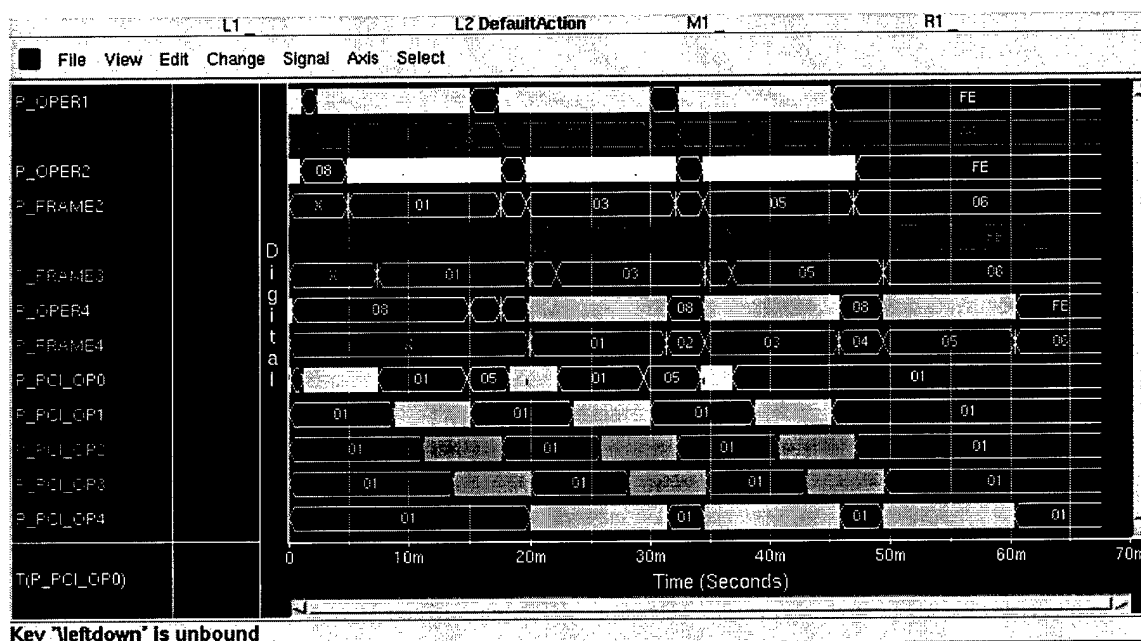 L1 L2 DefaultAction M1 R1
File View Edit Change Signal Axis Select
P_OPER1 FE
P_OPER2 08 FE
P_FRAME2 X 01 03 05 06
P_FRAME3 X 01 03 05 06
P_OPER4 08 08 08 FE
P_FRAME4 X 01 02 03 04 05 06
P_PCI_OP0 01 05 01 05 01
P_PCI_OP1 01 01 01 01
P_PCI_OP2 01 01 01 01
P_PCI_OP3 01 01 01 01
P_PCI_OP4 01 01 01 01
Digital
0 10m 20m 30m 40m 50m 60m 70m
T(P_PCI_OP0) Time (Seconds)
Key "\leftdown" is unbound